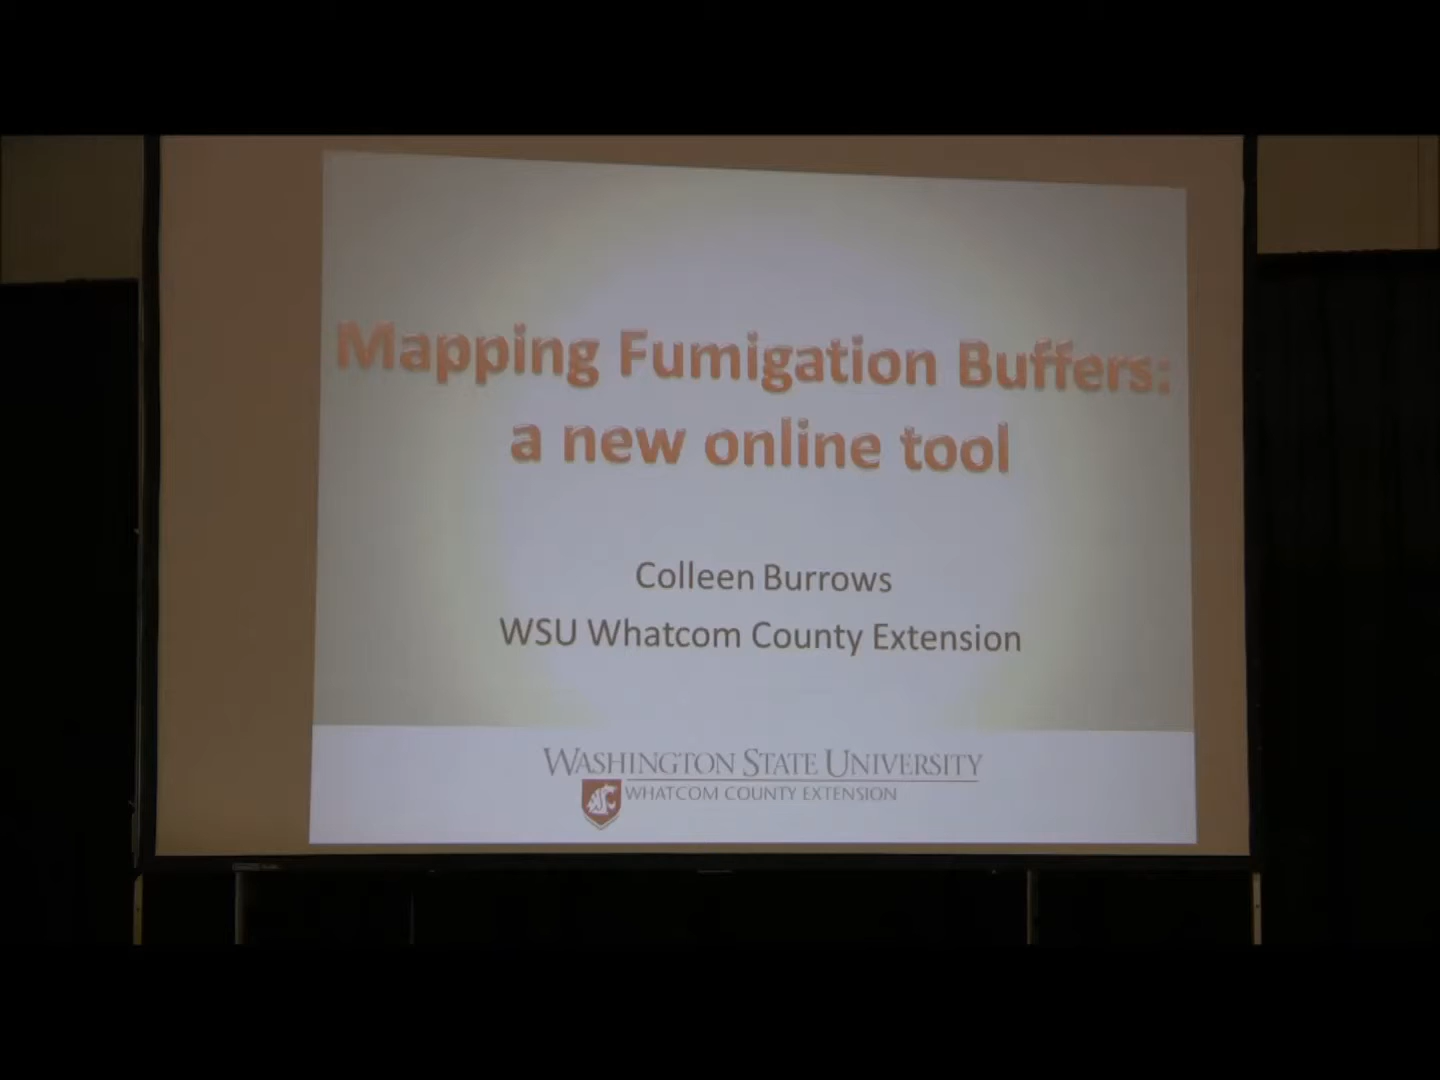 Mapping Fumigation Buffers:
a new online tool
Colleen Burrows
WSU Whatcom County Extension
WASHINGTON STATE UNIVERSITY
WHATCOM COUNTY EXTENSION